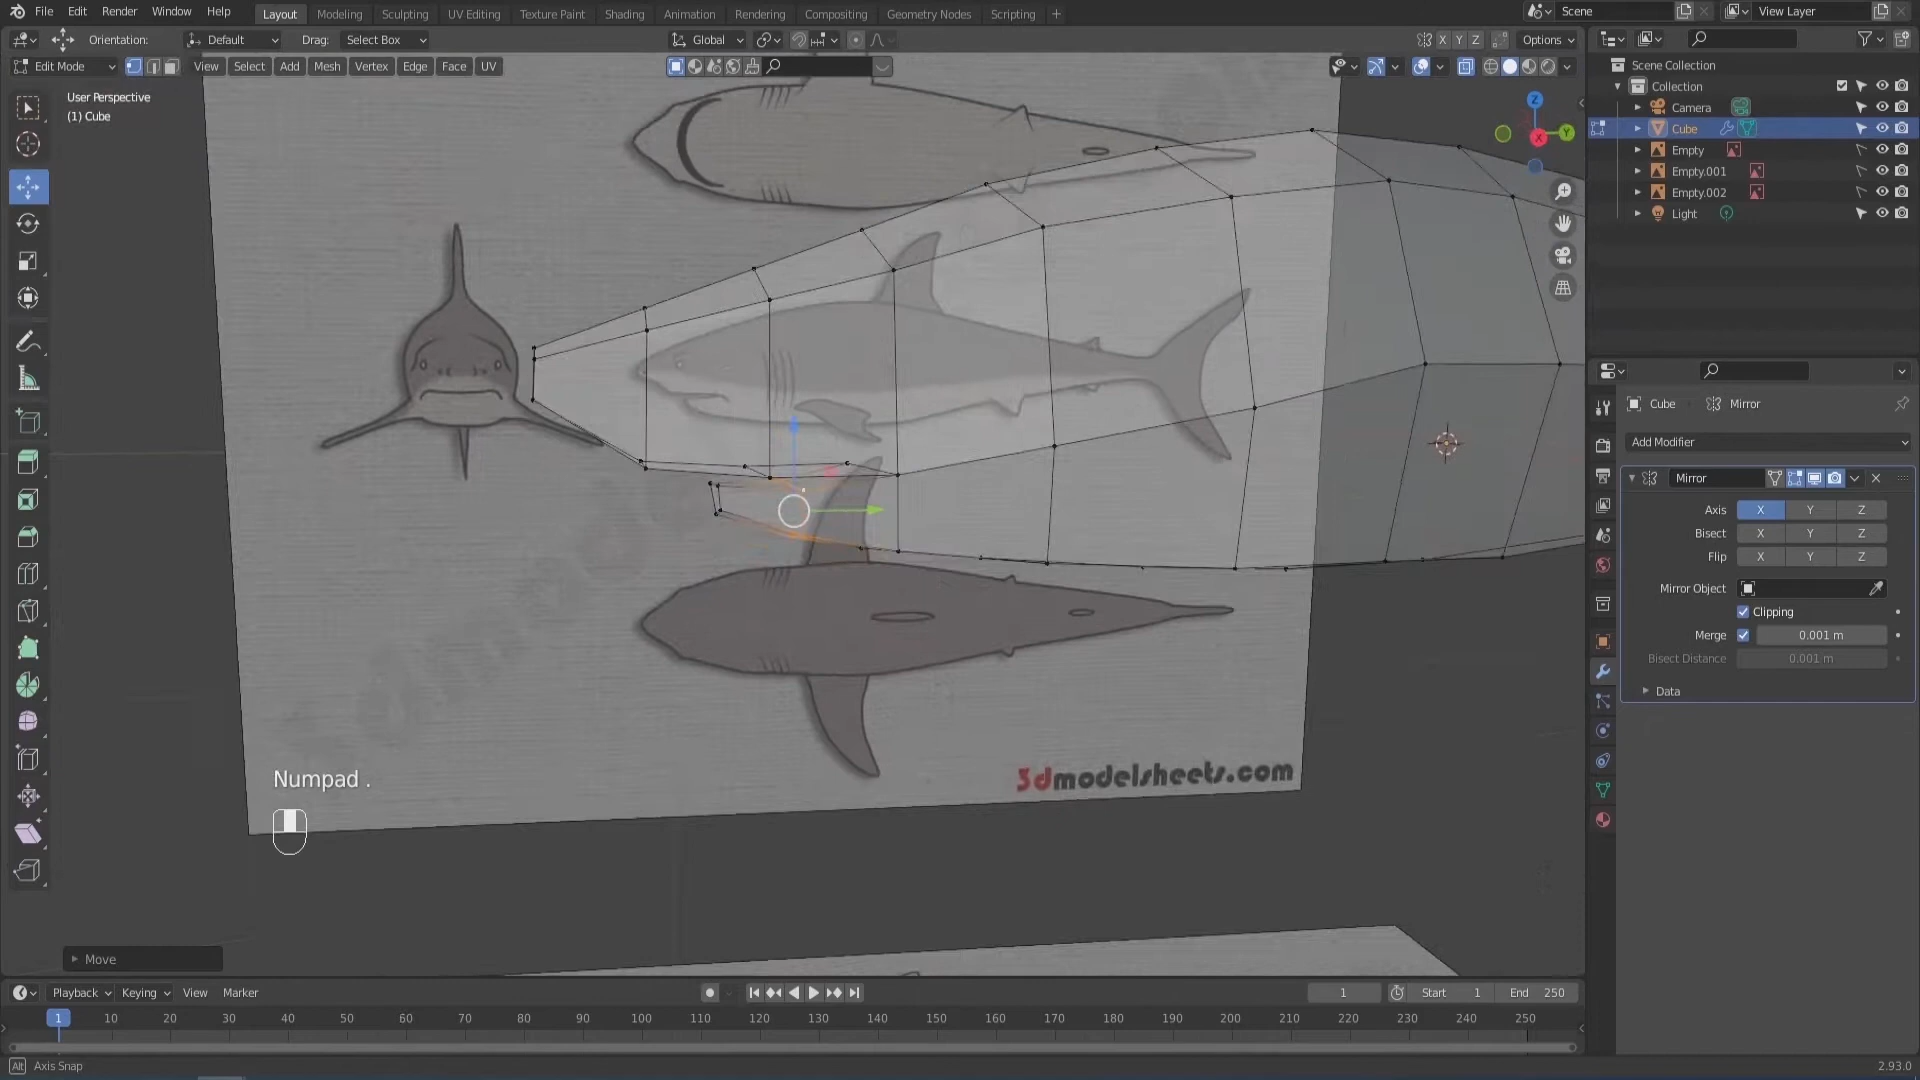 File Edit Render Window Help
Layout Modeling Sculpting UV Editing Texture Paint Shading Animation Rendering Compositing Geometry Nodes Scripting +
Scene
View Layer
Orientation: Default Drag: Select Box
Global
X Y Z
Options
Edit Mode View Select Add Mesh Vertex Edge Face UV
User Perspective
(1) Cube
Z
Y
X
Scene Collection
Collection
Camera
Cube
Empty
Empty.001
Empty.002
Light
Cube Mirror
Add Modifier
Mirror
Axis X Y Z
Bisect X Y Z
Flip X Y Z
Mirror Object
Clipping
Merge 0.001 m
Bisect Distance 0.001 m
Data
3dmodelsheets.com
Numpad .
Move
Playback Keying View Marker
1
Start 1 End 250
1 10 20 30 40 50 60 70 80 90 100 110 120 130 140 150 160 170 180 190 200 210 220 230 240 250
Alt Axis Snap
2.93.0